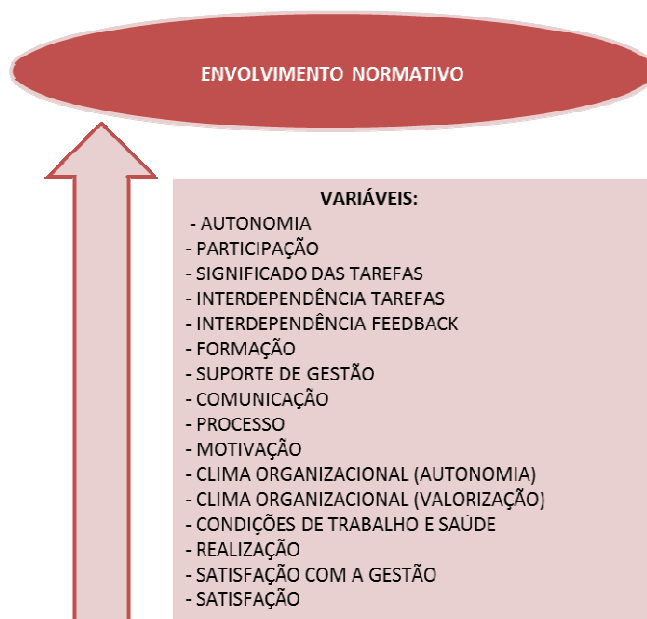 ENVOLVIMENTO NORMATIVO
VARIÁVEIS:
- AUTONOMIA
- PARTICIPAÇÃO
- SIGNIFICADO DAS TAREFAS
- INTERDEPENDÊNCIA TAREFAS
- INTERDEPENDÊNCIA FEEDBACK
- FORMAÇÃO
- SUPORTE DE GESTÃO
- COMUNICAÇÃO
- PROCESSO
- MOTIVAÇÃO
- CLIMA ORGANIZACIONAL (AUTONOMIA)
- CLIMA ORGANIZACIONAL (VALORIZAÇÃO)
- CONDIÇÕES DE TRABALHO E SAÚDE
- REALIZAÇÃO
- SATISFAÇÃO COM A GESTÃO
- SATISFAÇÃO